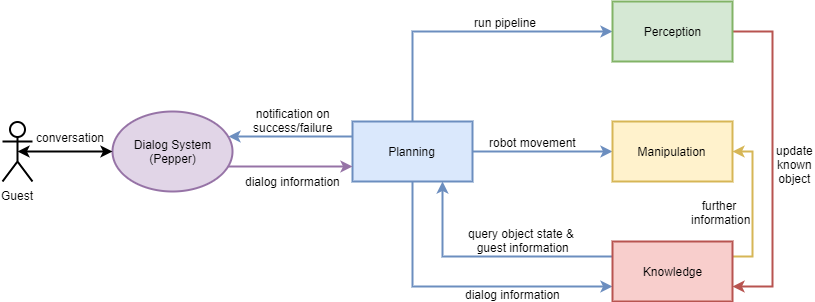 run pipeline
Perception
notification on
success/failure
conversation
Dialog System
(Pepper)
Planning
robot movement
Manipulation
update
known
object
dialog information
Guest
further
information
query object state &
guest information
Knowledge
dialog information